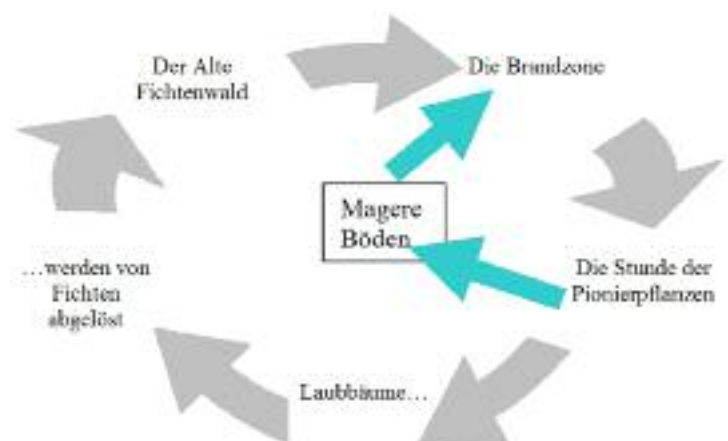 Der Alte
Fichtenwald
Die Brandzone
Magere
Böden
Die Stunde der
Pionierpflanzen
Laubbäume…
…werden von
Fichten
abgelöst